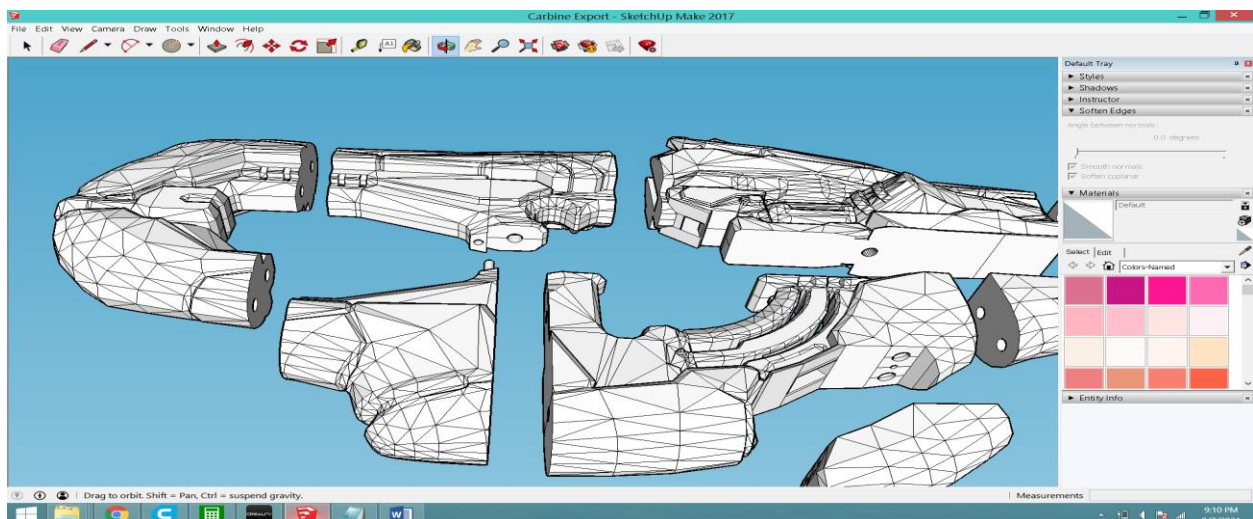 Carbine Export - SketchUp Make 2017
File Edit View Camera Draw Tools Window Help
A1
Default Tray
Styles
Shadows
Instructor
Soften Edges
Angle between normals:
0.0 degrees
Smooth normals
Soften coplanar
Materials
Default
Select Edit
Colors-Named
Entity Info
Drag to orbit. Shift = Pan, Ctrl = suspend gravity.
Measurements
9:10 PM